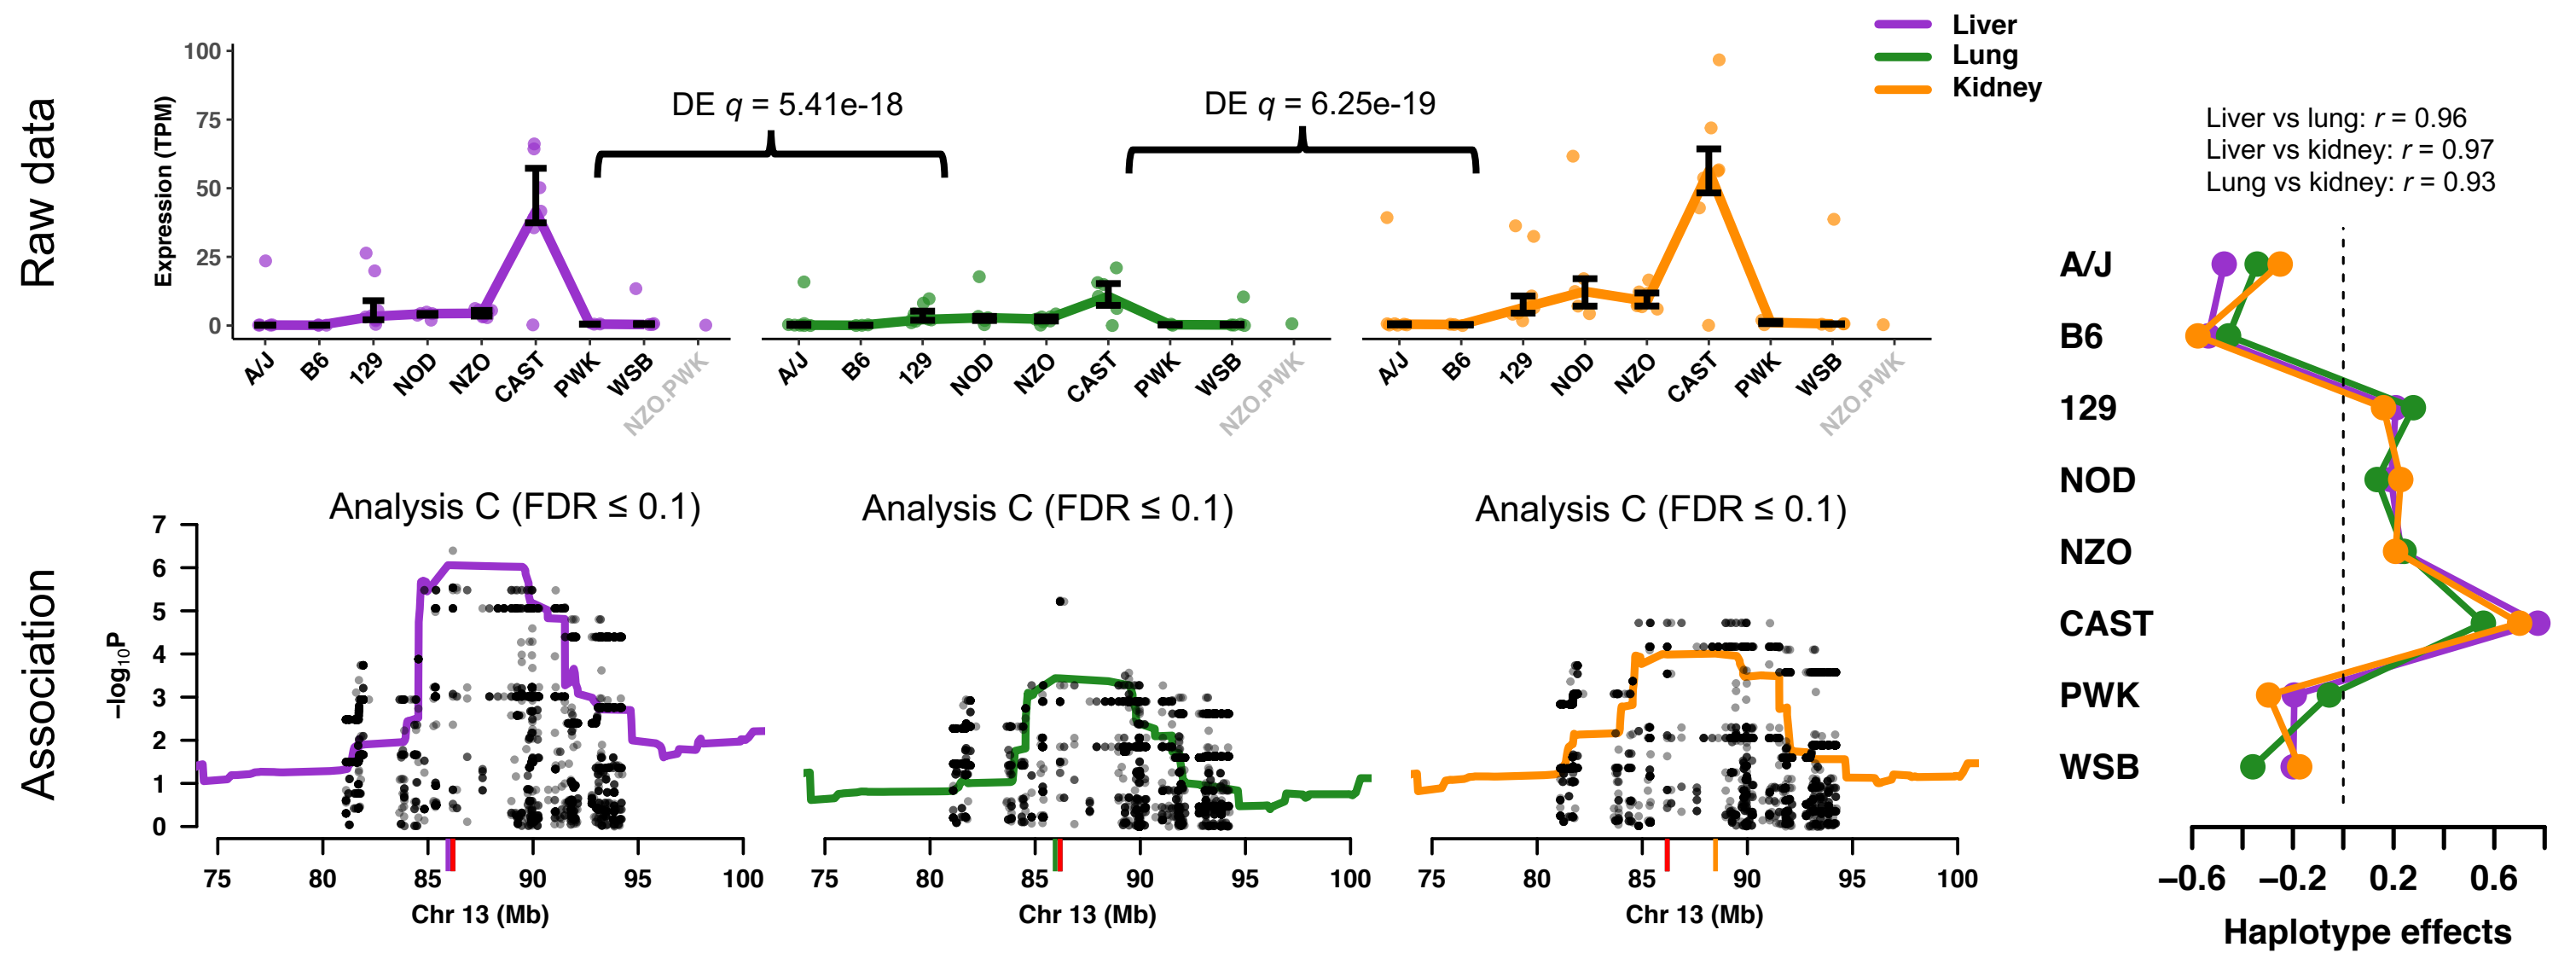 Liver
Lung
Kidney
Raw data
Expression (TPM)
100
75
50
25
0
DE q = 5.41e-18
DE q = 6.25e-19
A/J B6 129 NOD NZO CAST PWK WSB NZO.PWK
A/J B6 129 NOD NZO CAST PWK WSB NZO.PWK
A/J B6 129 NOD NZO CAST PWK WSB NZO.PWK
Liver vs lung: r = 0.96
Liver vs kidney: r = 0.97
Lung vs kidney: r = 0.93
A/J
B6
129
NOD
NZO
CAST
PWK
WSB
−0.6 −0.2 0.2 0.6
Haplotype effects
Association
−log₁₀P
Analysis C (FDR ≤ 0.1)
Analysis C (FDR ≤ 0.1)
Analysis C (FDR ≤ 0.1)
7
6
5
4
3
2
1
0
75 80 85 90 95 100
75 80 85 90 95 100
75 80 85 90 95 100
Chr 13 (Mb)
Chr 13 (Mb)
Chr 13 (Mb)